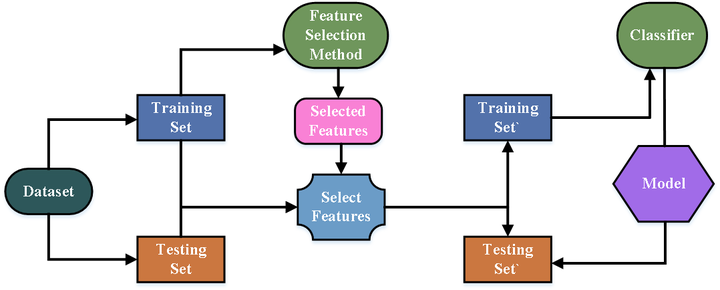 Feature
Selection
Method
Classifier
Training
Set
Selected
Features
Training
Set`
Dataset
Select
Features
Model
Testing
Set
Testing
Set`